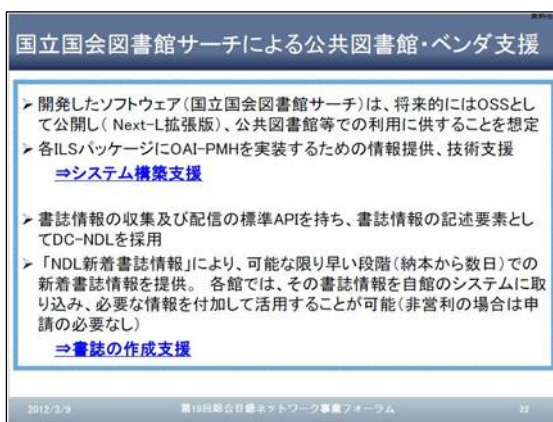 国立国会図書館サーチによる公共図書館・ベンダ支援
➢ 開発したソフトウェア(国立国会図書館サーチ)は、将来的にはOSSとし
て公開し( Next-L拡張版)、公共図書館等での利用に供することを想定
➢ 各ILSパッケージにOAI-PMHを実装するための情報提供、技術支援
⇒システム構築支援
➢ 書誌情報の収集及び配信の標準APIを持ち、書誌情報の記述要素とし
てDC-NDLを採用
➢ 「NDL新着書誌情報」により、可能な限り早い段階(納本から数日)での
新着書誌情報を提供。 各館では、その書誌情報を自館のシステムに取
り込み、必要な情報を付加して活用することが可能(非営利の場合は申
請の必要なし)
⇒書誌の作成支援
2012/3/9 第19回総合目録ネットワーク事業フォーラム 22